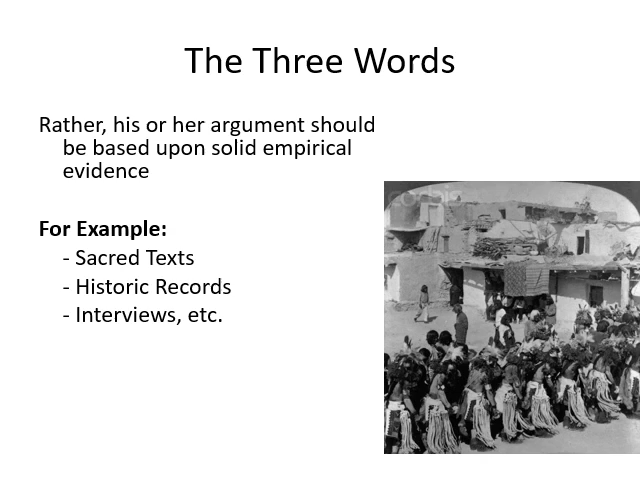 The Three Words
Rather, his or her argument should
be based upon solid empirical
evidence
For Example:
- Sacred Texts
- Historic Records
- Interviews, etc.